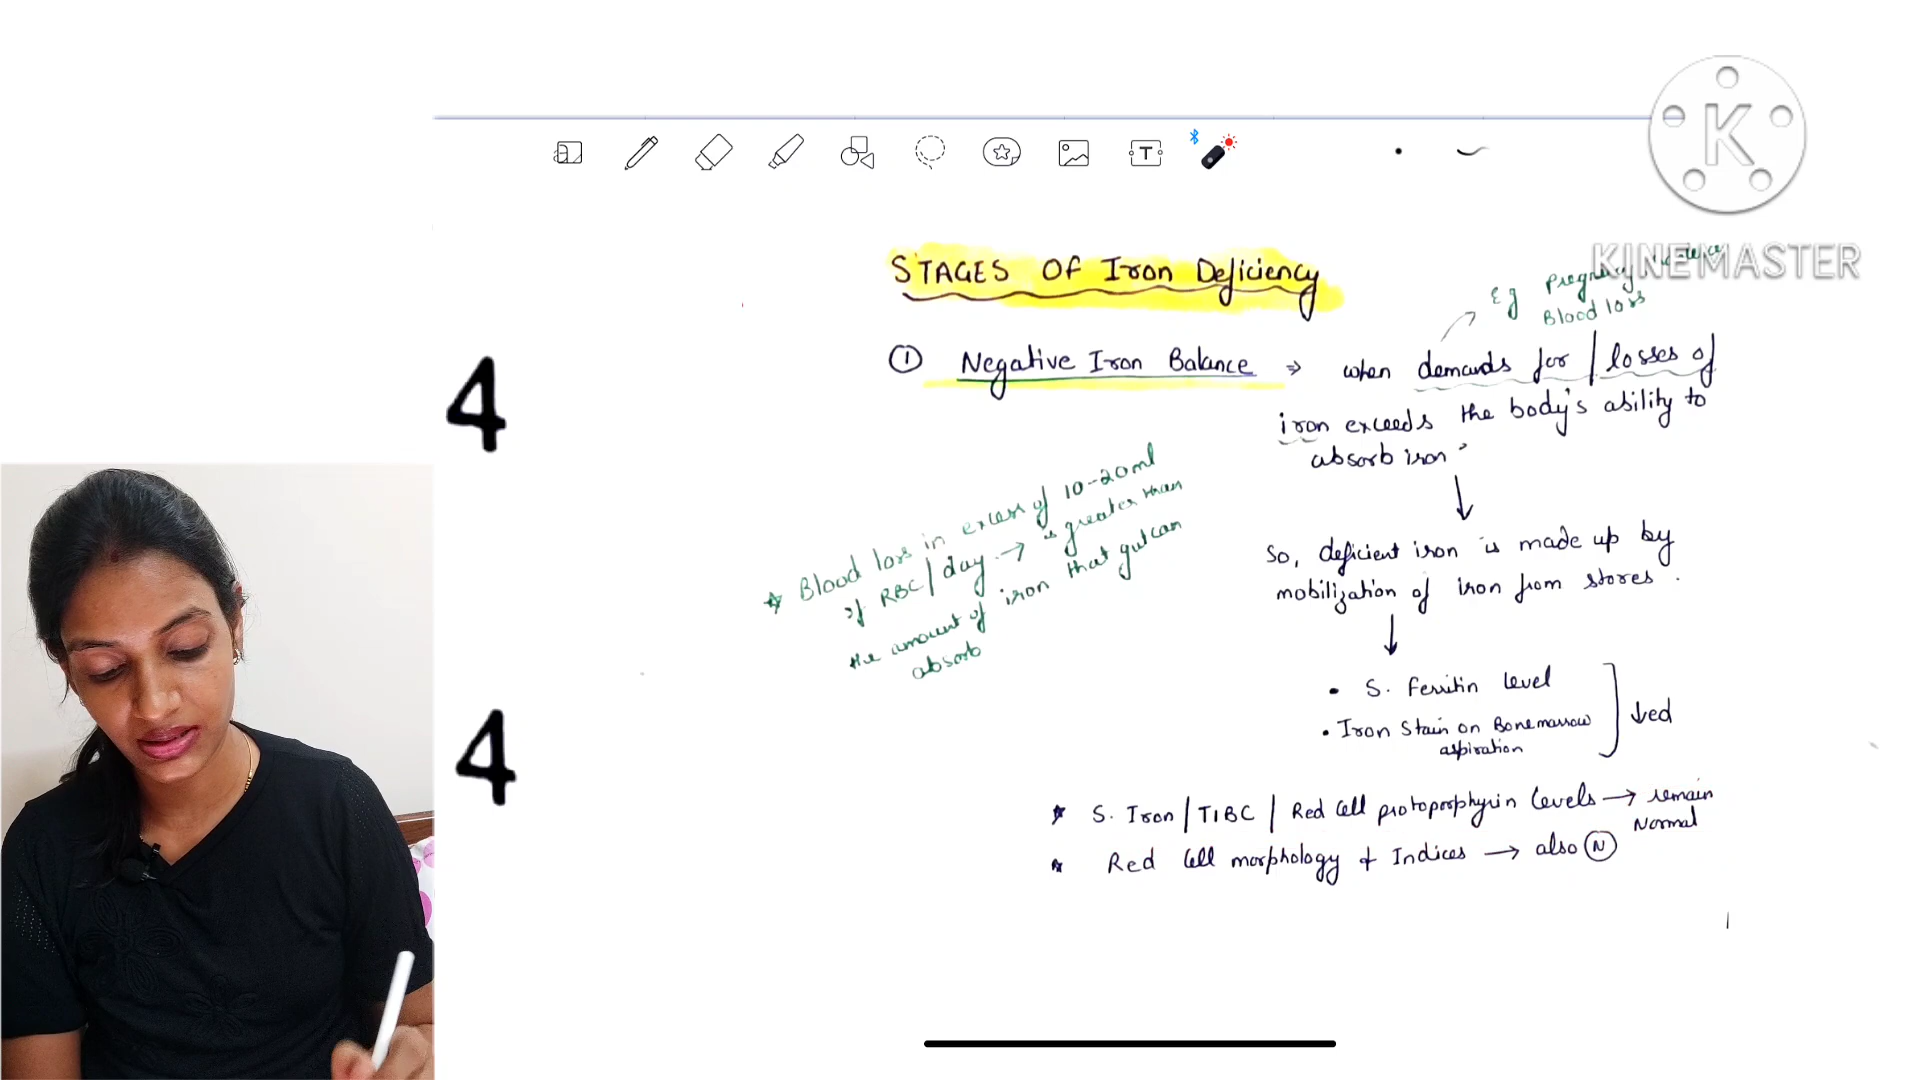 K
KINEMASTER
T
STAGES OF Iron Deficiency
Eg Pregnancy
Blood loss
① Negative Iron Balance => when demands for / losses of
iron exceeds the body's ability to
absorb iron
4
* Blood loss in excess of 10-20ml
of RBC/day → is greater than
the amount of iron that gut can
absorb
So, deficient iron is made up by
mobilization of iron from stores.
• S. Ferritin level
• Iron Stain on Bonemarrow
aspiration
↓ed
4
* S. Iron / TIBC / Red Cell protoporphyrin levels → remain
Normal
* Red Cell morphology & Indices → also Ⓝ